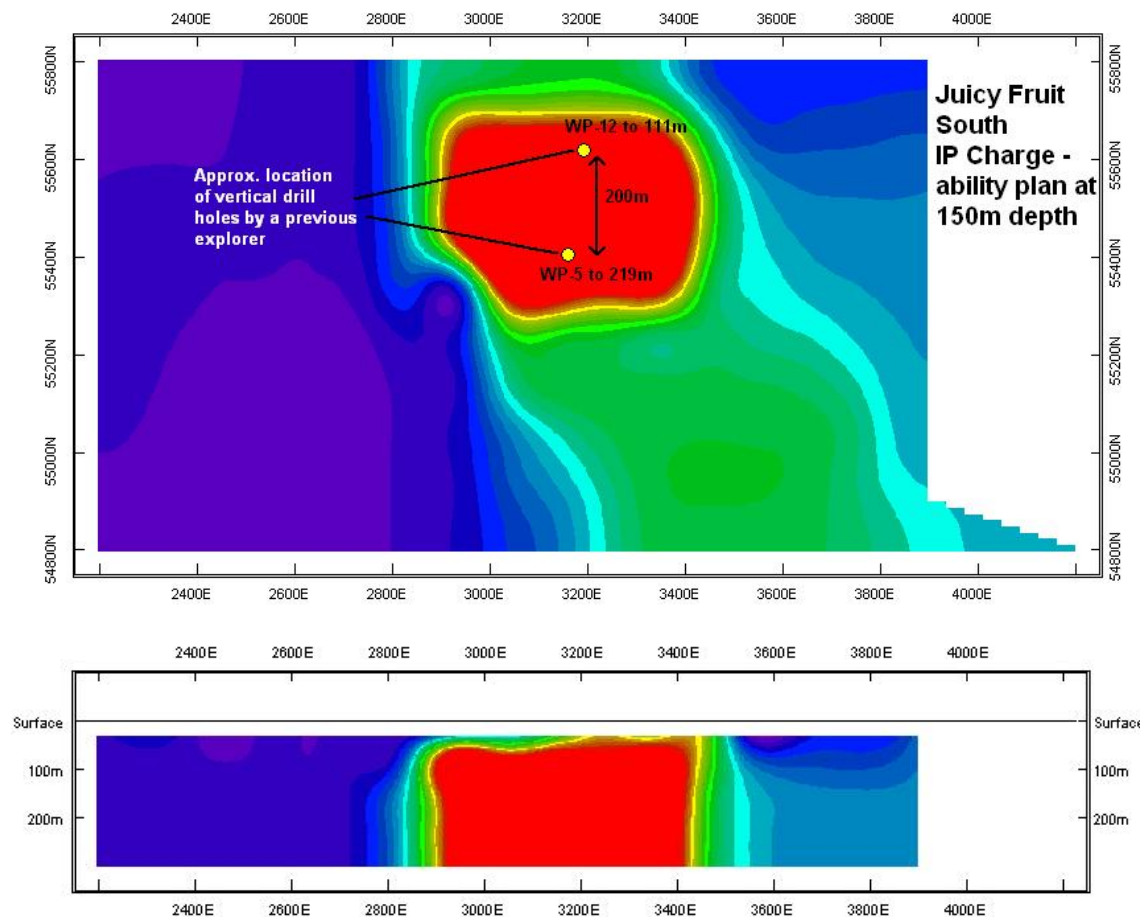 2400E 2600E 2800E 3000E 3200E 3400E 3600E 3800E 4000E
55800N 55800N
55600N 55600N
55400N 55400N
55200N 55200N
55000N 55000N
54800N 54800N
Juicy Fruit
South
IP Charge -
ability plan at
150m depth
WP-12 to 111m
Approx. location
of vertical drill
holes by a previous
explorer
200m
WP-5 to 219m
2400E 2600E 2800E 3000E 3200E 3400E 3600E 3800E 4000E
2400E 2600E 2800E 3000E 3200E 3400E 3600E 3800E 4000E
Surface Surface
100m 100m
200m 200m
2400E 2600E 2800E 3000E 3200E 3400E 3600E 3800E 4000E